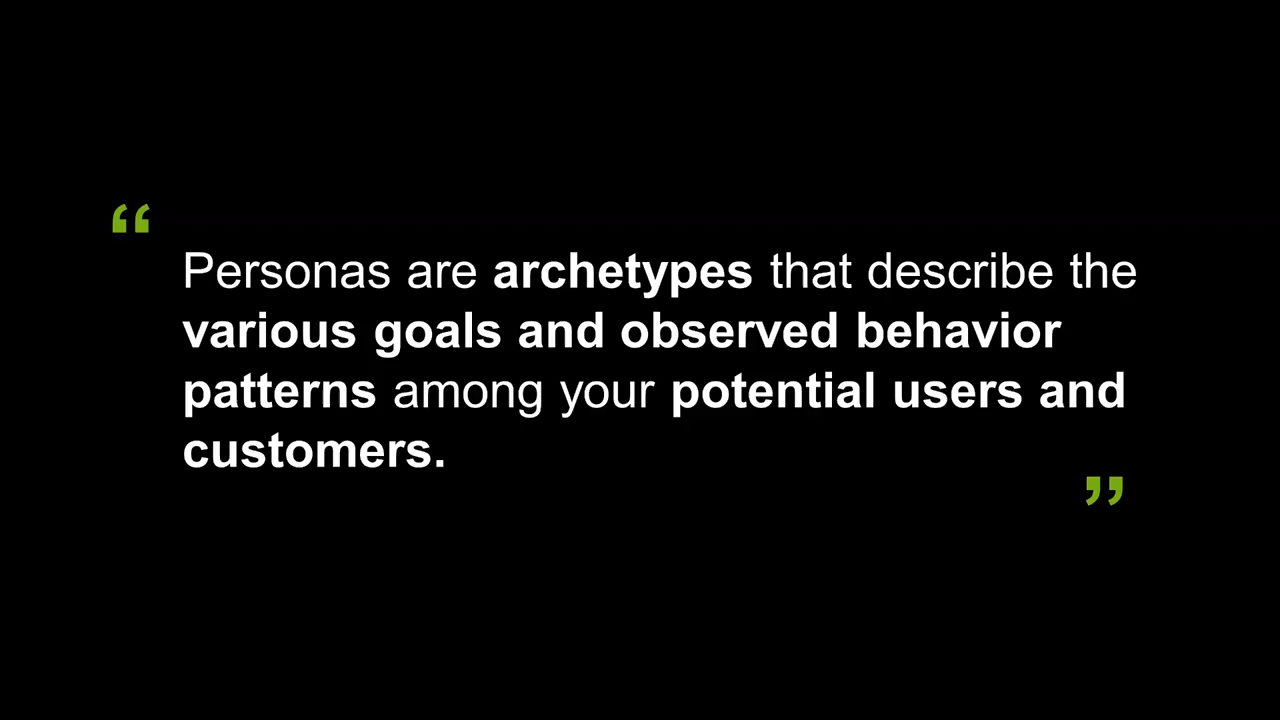 “
Personas are archetypes that describe the
various goals and observed behavior
patterns among your potential users and
customers.
”